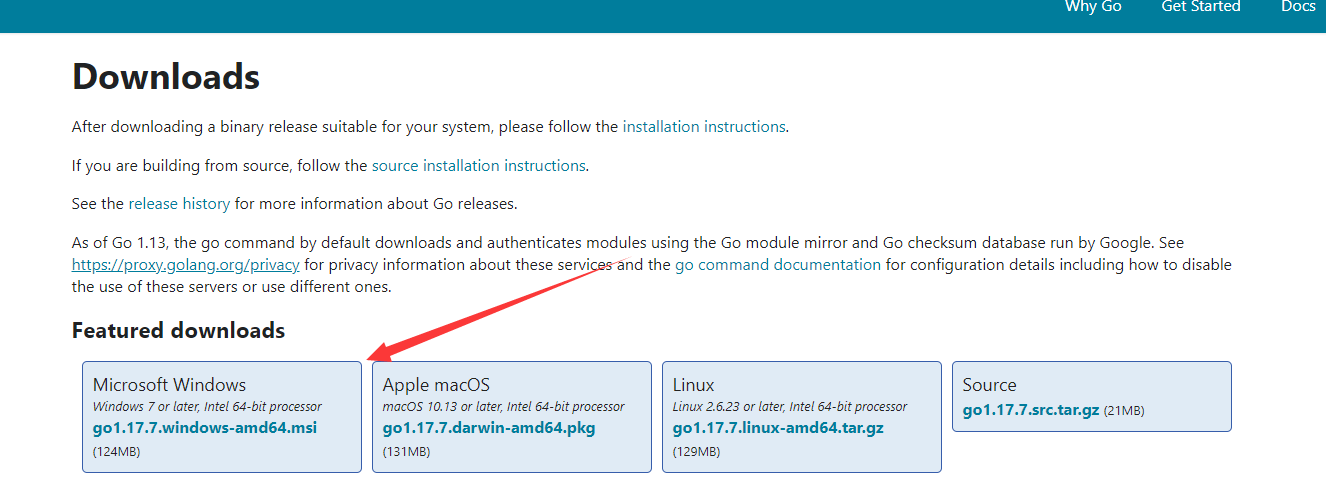 Why Go Get Started Docs
Downloads
After downloading a binary release suitable for your system, please follow the installation instructions.
If you are building from source, follow the source installation instructions.
See the release history for more information about Go releases.
As of Go 1.13, the go command by default downloads and authenticates modules using the Go module mirror and Go checksum database run by Google. See
https://proxy.golang.org/privacy for privacy information about these services and the go command documentation for configuration details including how to disable
the use of these servers or use different ones.
Featured downloads
Microsoft Windows
Windows 7 or later, Intel 64-bit processor
go1.17.7.windows-amd64.msi
(124MB)
Apple macOS
macOS 10.13 or later, Intel 64-bit processor
go1.17.7.darwin-amd64.pkg
(131MB)
Linux
Linux 2.6.23 or later, Intel 64-bit processor
go1.17.7.linux-amd64.tar.gz
(129MB)
Source
go1.17.7.src.tar.gz (21MB)